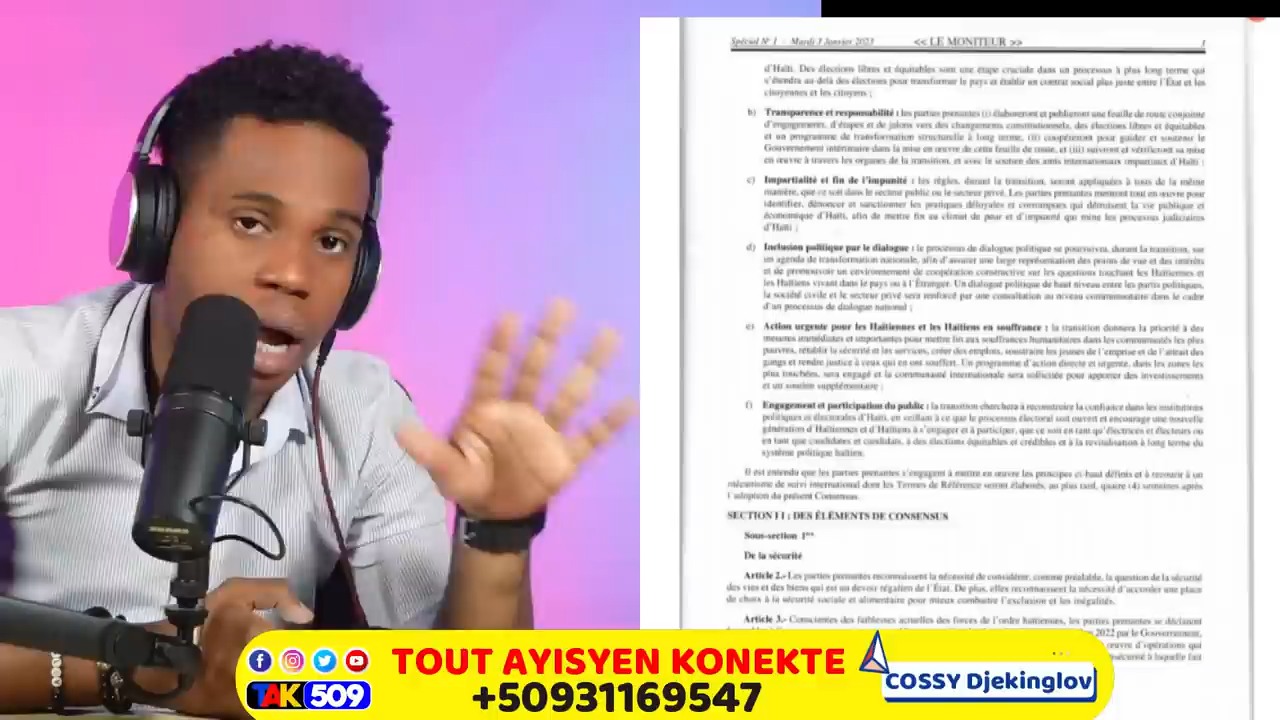 Spécial Nº 1 - Mardi 3 Janvier 2023 << LE MONITEUR >> 3
d'Haïti. Des élections libres et équitables sont une étape cruciale dans un processus à plus long terme qui
s'étendra au-delà des élections pour transformer le pays et établir un contrat social plus juste entre l'État et les
citoyennes et les citoyens ;
b) Transparence et responsabilité : les parties prenantes (i) élaboreront et publieront une feuille de route conjointe
d'engagements, d'étapes et de jalons vers des changements constitutionnels, des élections libres et équitables
et un programme de transformation structurelle à long terme, (ii) coopéreront pour guider et soutenir le
Gouvernement intérimaire dans la mise en œuvre de cette feuille de route, et (iii) suivront et vérifieront sa mise
en œuvre à travers les organes de la transition, et avec le soutien des amis internationaux impartiaux d'Haïti ;
c) Impartialité et fin de l'impunité : les règles, durant la transition, seront appliquées à tous de la même
manière, que ce soit dans le secteur public ou le secteur privé. Les parties prenantes mettront tout en œuvre pour
identifier, dénoncer et sanctionner les pratiques déloyales et corrompues qui détruisent la vie publique et
économique d'Haïti, afin de mettre fin au climat de peur et d'impunité qui mine les processus judiciaires
d'Haïti ;
d) Inclusion politique par le dialogue : le processus de dialogue politique se poursuivra, durant la transition, sur
un agenda de transformation nationale, afin d'assurer une large représentation des points de vue et des intérêts
et de promouvoir un environnement de coopération constructive sur les questions touchant les Haïtiennes et
les Haïtiens vivant dans le pays ou à l'Étranger. Un dialogue politique de haut niveau entre les partis politiques,
la société civile et le secteur privé sera renforcé par une consultation au niveau communautaire dans le cadre
d'un processus de dialogue national ;
e) Action urgente pour les Haïtiennes et les Haïtiens en souffrance : la transition donnera la priorité à des
mesures immédiates et importantes pour mettre fin aux souffrances humanitaires dans les communautés les plus
pauvres, rétablir la sécurité et les services, créer des emplois, soustraire les jeunes de l'emprise et de l'attrait des
gangs et rendre justice à ceux qui en ont souffert. Un programme d'action directe et urgente, dans les zones les
plus touchées, sera engagé et la communauté internationale sera sollicitée pour apporter des investissements
et un soutien supplémentaire ;
f) Engagement et participation du public : la transition cherchera à reconstruire la confiance dans les institutions
politiques et électorales d'Haïti, en veillant à ce que le processus électoral soit ouvert et encourage une nouvelle
génération d'Haïtiennes et d'Haïtiens à s'engager et à participer, que ce soit en tant qu'électrices et électeurs ou
en tant que candidates et candidats, à des élections équitables et crédibles et à la revitalisation à long terme du
système politique haïtien.
Il est entendu que les parties prenantes s'engagent à mettre en œuvre les principes ci-haut définis et à recourir à un
mécanisme de suivi international dont les Termes de Référence seront élaborés, au plus tard, quatre (4) semaines après
l'adoption du présent Consensus.
SECTION II : DES ÉLÉMENTS DE CONSENSUS
Sous-section 1ère
De la sécurité
Article 2.- Les parties prenantes reconnaissent la nécessité de considérer, comme préalable, la question de la sécurité
des vies et des biens qui est un devoir régalien de l'État. De plus, elles reconnaissent la nécessité d'accorder une place
de choix à la sécurité sociale et alimentaire pour mieux combattre l'exclusion et les inégalités.
Article 3.- Conscientes des faiblesses actuelles des forces de l'ordre haïtiennes, les parties prenantes se déclarent
2022 par le Gouvernement,
œuvre d'opérations qui
à laquelle fait
TOUT AYISYEN KONEKTE
TAK 509
+50931169547
COSSY Djekinglov